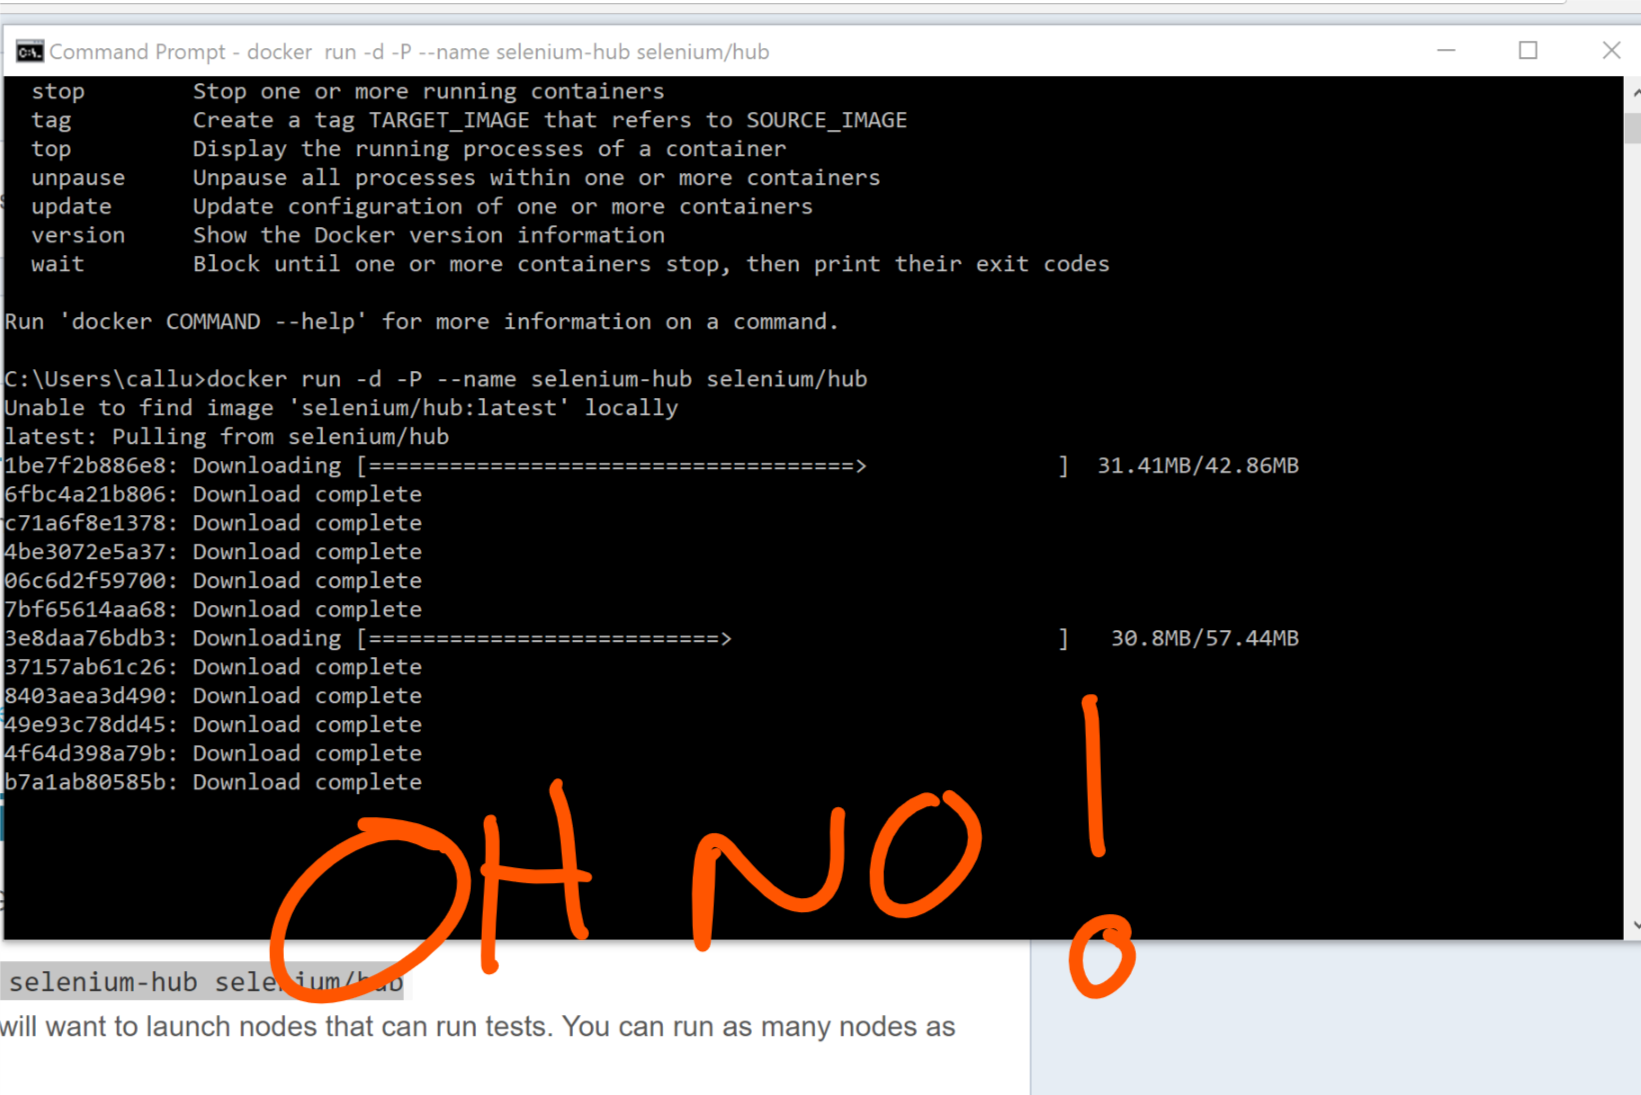 Command Prompt - docker  run -d -P --name selenium-hub selenium/hub
stop        Stop one or more running containers
tag         Create a tag TARGET_IMAGE that refers to SOURCE_IMAGE
top         Display the running processes of a container
unpause     Unpause all processes within one or more containers
update      Update configuration of one or more containers
version     Show the Docker version information
wait        Block until one or more containers stop, then print their exit codes
Run 'docker COMMAND --help' for more information on a command.
C:\Users\callu>docker run -d -P --name selenium-hub selenium/hub
Unable to find image 'selenium/hub:latest' locally
latest: Pulling from selenium/hub
1be7f2b886e8: Downloading [====================================>              ]  31.41MB/42.86MB
6fbc4a21b806: Download complete
c71a6f8e1378: Download complete
4be3072e5a37: Download complete
06c6d2f59700: Download complete
7bf65614aa68: Download complete
3e8daa76bdb3: Downloading [==========================>                        ]   30.8MB/57.44MB
37157ab61c26: Download complete
8403aea3d490: Download complete
49e93c78dd45: Download complete
4f64d398a79b: Download complete
b7a1ab80585b: Download complete
OH NO!
selenium-hub selenium/hub
will want to launch nodes that can run tests. You can run as many nodes as